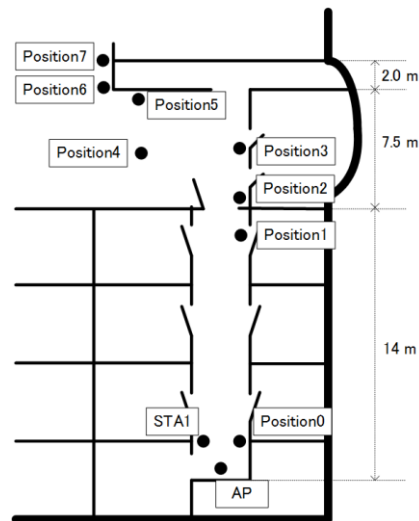 Position7
2.0 m
Position6
Position5
7.5 m
Position4
Position3
Position2
Position1
14 m
STA1
Position0
AP